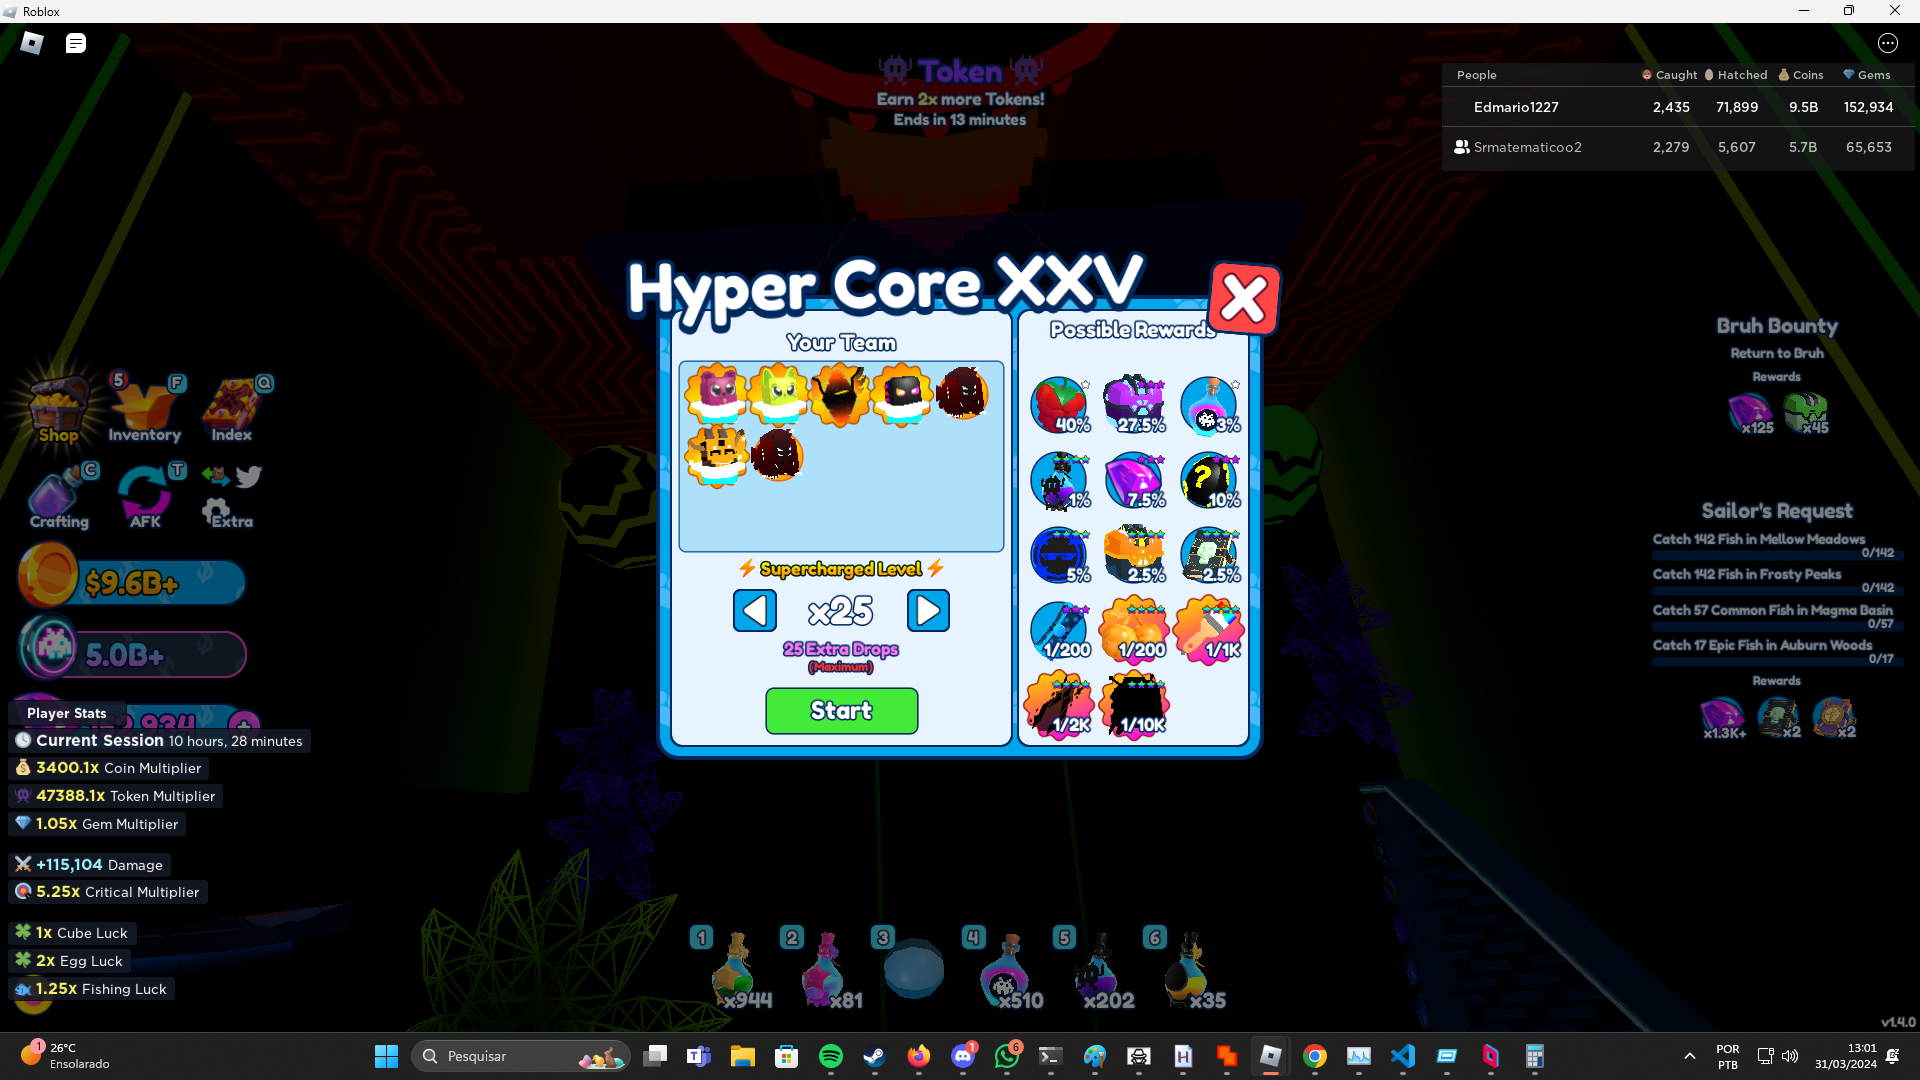 Roblox
Token
Earn 2x more Tokens!
Ends in 13 minutes
People Caught Hatched Coins Gems
Edmario1227 2,435 71,899 9.5B 152,934
Srmatematicoo2 2,279 5,607 5.7B 65,653
Hyper Core XXV
Your Team
Possible Rewards
40% 27.5% 3%
1% 7.5% 10%
5% 2.5% 2.5%
1/200 1/200 1/1K
1/2K 1/10K
Supercharged Level
x25
25 Extra Drops
(Maximum)
Start
Bruh Bounty
Return to Bruh
Rewards
x125 x45
Sailor's Request
Catch 142 Fish in Mellow Meadows
0/142
Catch 142 Fish in Frosty Peaks
0/142
Catch 57 Common Fish in Magma Basin
0/57
Catch 17 Epic Fish in Auburn Woods
0/17
Rewards
x1.3K+ x2 x2
5 F Q
Shop Inventory Index
C T
Crafting AFK Extra
$9.6B+
5.0B+
Player Stats
Current Session 10 hours, 28 minutes
3400.1x Coin Multiplier
47388.1x Token Multiplier
1.05x Gem Multiplier
+115,104 Damage
5.25x Critical Multiplier
1x Cube Luck
2x Egg Luck
1.25x Fishing Luck
1 2 3 4 5 6
x944 x81 x510 x202 x35
v1.4.0
1 26°C
Ensolarado
Pesquisar
1 6
POR
PTB
13:01
31/03/2024